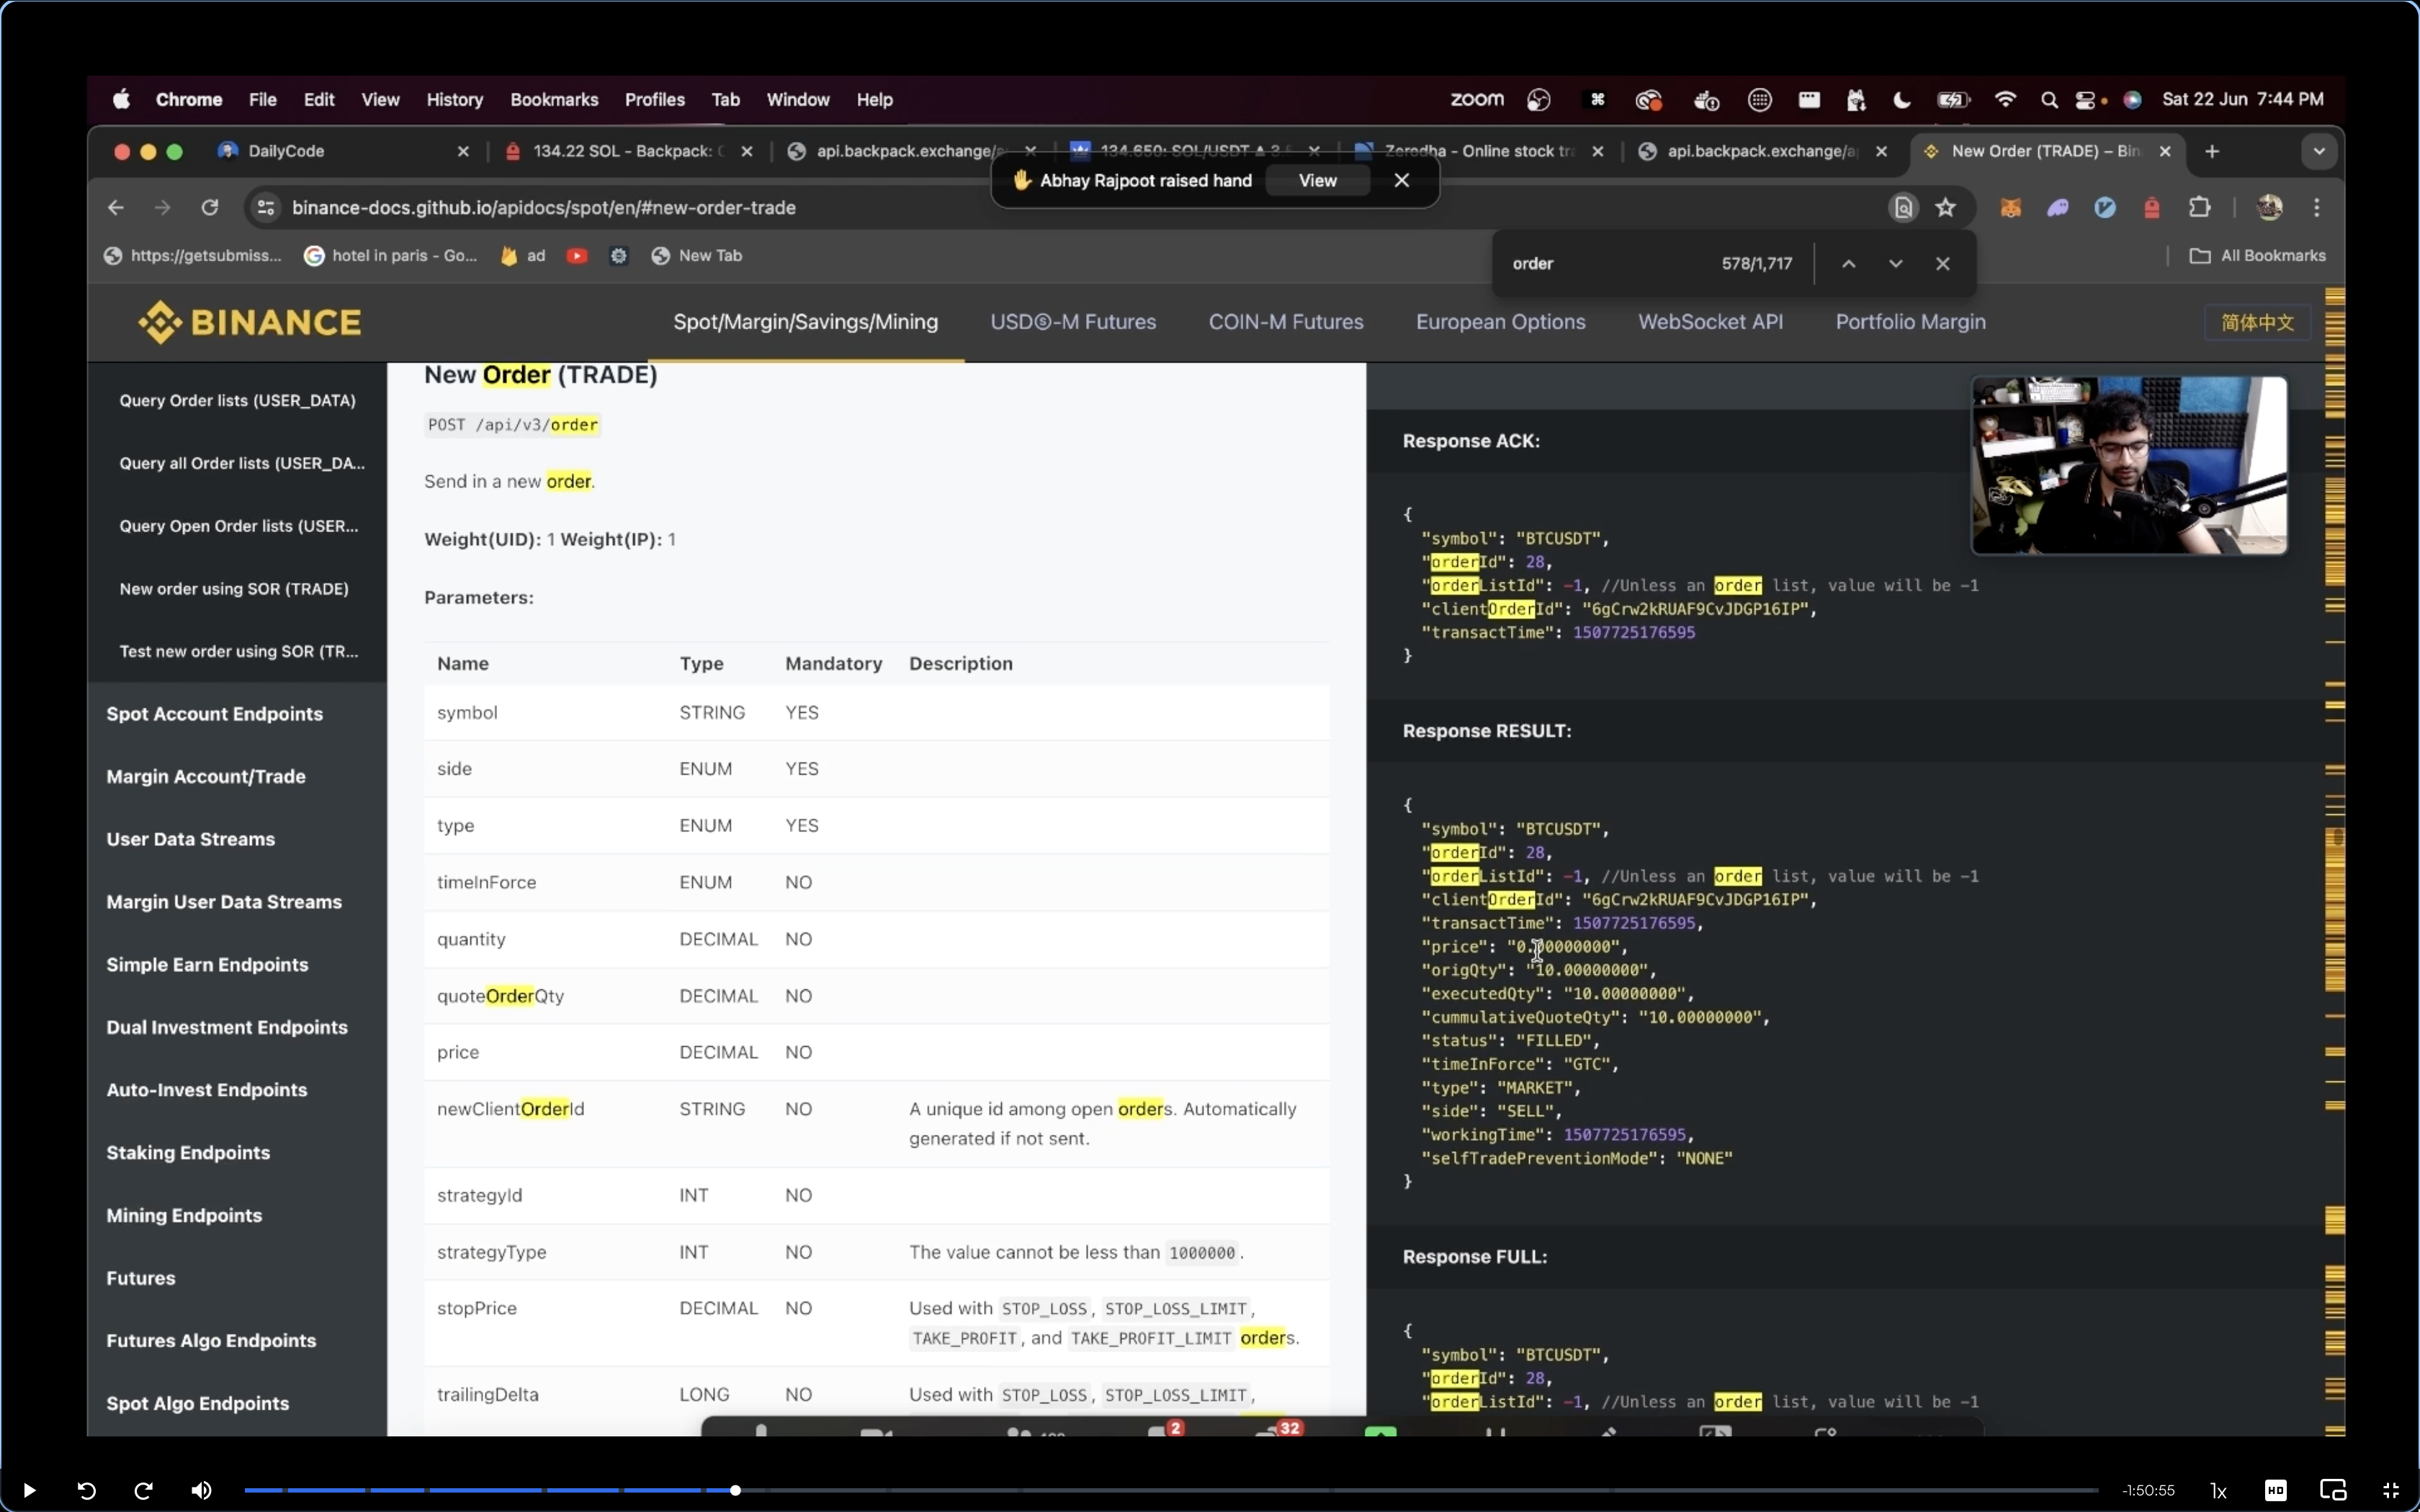 Chrome File Edit View History Bookmarks Profiles Tab Window Help
zoom Sat 22 Jun 7:44 PM
DailyCode
134.22 SOL - Backpack:
api.backpack.exchange/a
134.650: SOL/USDT ▲ 3.
Zerodha - Online stock tr
api.backpack.exchange/a
New Order (TRADE) – Bin
Abhay Rajpoot raised hand View
binance-docs.github.io/apidocs/spot/en/#new-order-trade
https://getsubmiss...
hotel in paris - Go...
ad
New Tab
All Bookmarks
order 578/1,717
BINANCE
Spot/Margin/Savings/Mining
USDⓈ-M Futures
COIN-M Futures
European Options
WebSocket API
Portfolio Margin
简体中文
Query Order lists (USER_DATA)
Query all Order lists (USER_DA...
Query Open Order lists (USER...
New order using SOR (TRADE)
Test new order using SOR (TR...
Spot Account Endpoints
Margin Account/Trade
User Data Streams
Margin User Data Streams
Simple Earn Endpoints
Dual Investment Endpoints
Auto-Invest Endpoints
Staking Endpoints
Mining Endpoints
Futures
Futures Algo Endpoints
Spot Algo Endpoints
New Order (TRADE)
POST /api/v3/order
Send in a new order.
Weight(UID): 1 Weight(IP): 1
Parameters:
Name Type Mandatory Description
symbol STRING YES
side ENUM YES
type ENUM YES
timeInForce ENUM NO
quantity DECIMAL NO
quoteOrderQty DECIMAL NO
price DECIMAL NO
newClientOrderId STRING NO A unique id among open orders. Automatically
generated if not sent.
strategyId INT NO
strategyType INT NO The value cannot be less than 1000000.
stopPrice DECIMAL NO Used with STOP_LOSS, STOP_LOSS_LIMIT,
TAKE_PROFIT, and TAKE_PROFIT_LIMIT orders.
trailingDelta LONG NO Used with STOP_LOSS, STOP_LOSS_LIMIT,
Response ACK:
{
"symbol": "BTCUSDT",
"orderId": 28,
"orderListId": -1, //Unless an order list, value will be -1
"clientOrderId": "6gCrw2kRUAF9CvJDGP16IP",
"transactTime": 1507725176595
}
Response RESULT:
{
"symbol": "BTCUSDT",
"orderId": 28,
"orderListId": -1, //Unless an order list, value will be -1
"clientOrderId": "6gCrw2kRUAF9CvJDGP16IP",
"transactTime": 1507725176595,
"price": "0.00000000",
"origQty": "10.00000000",
"executedQty": "10.00000000",
"cummulativeQuoteQty": "10.00000000",
"status": "FILLED",
"timeInForce": "GTC",
"type": "MARKET",
"side": "SELL",
"workingTime": 1507725176595,
"selfTradePreventionMode": "NONE"
}
Response FULL:
{
"symbol": "BTCUSDT",
"orderId": 28,
"orderListId": -1, //Unless an order list, value will be -1
2 32
-1:50:55 1x HD